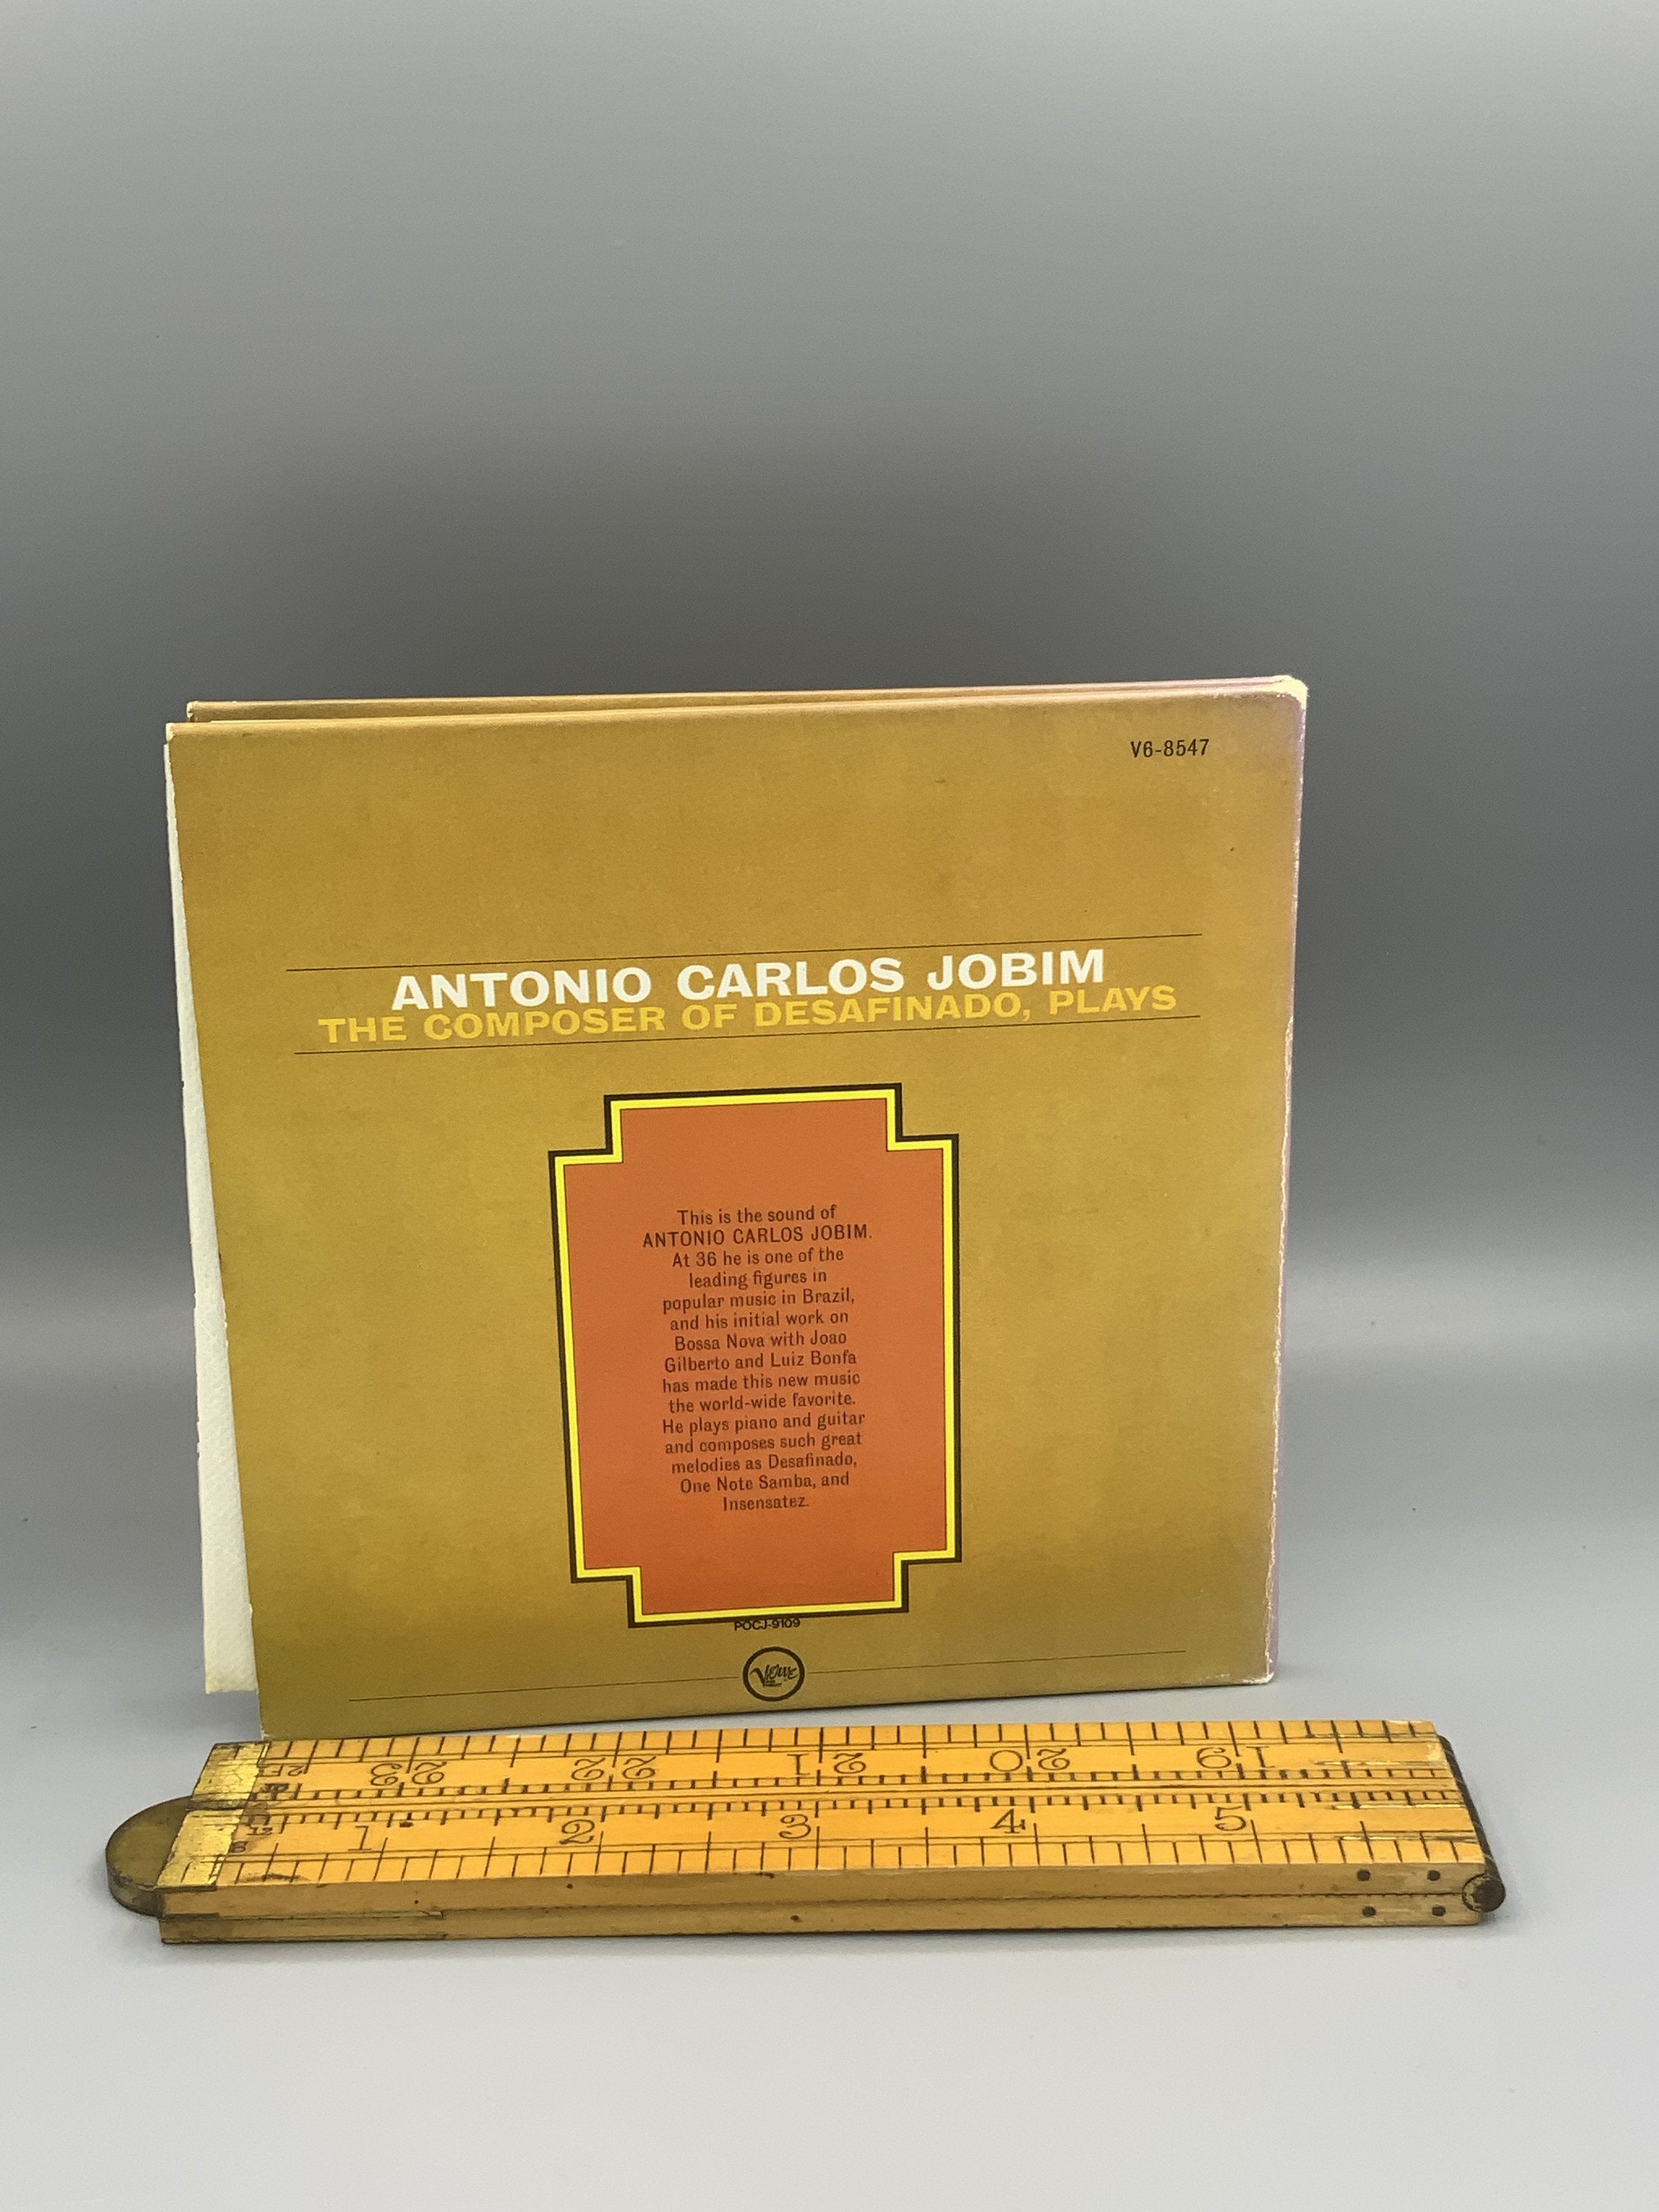 V6-8547
ANTONIO CARLOS JOBIM
THE COMPOSER OF DESAFINADO, PLAYS
This is the sound of
ANTONIO CARLOS JOBIM.
At 36 he is one of the
leading figures in
popular music in Brazil,
and his initial work on
Bossa Nova with Joao
Gilberto and Luiz Bonfa
has made this new music
the world-wide favorite.
He plays piano and guitar
and composes such great
melodies as Desafinado,
One Note Samba, and
Insensatez.
POCJ-9109
Verve
23 22 21 20 19
1 2 3 4 5